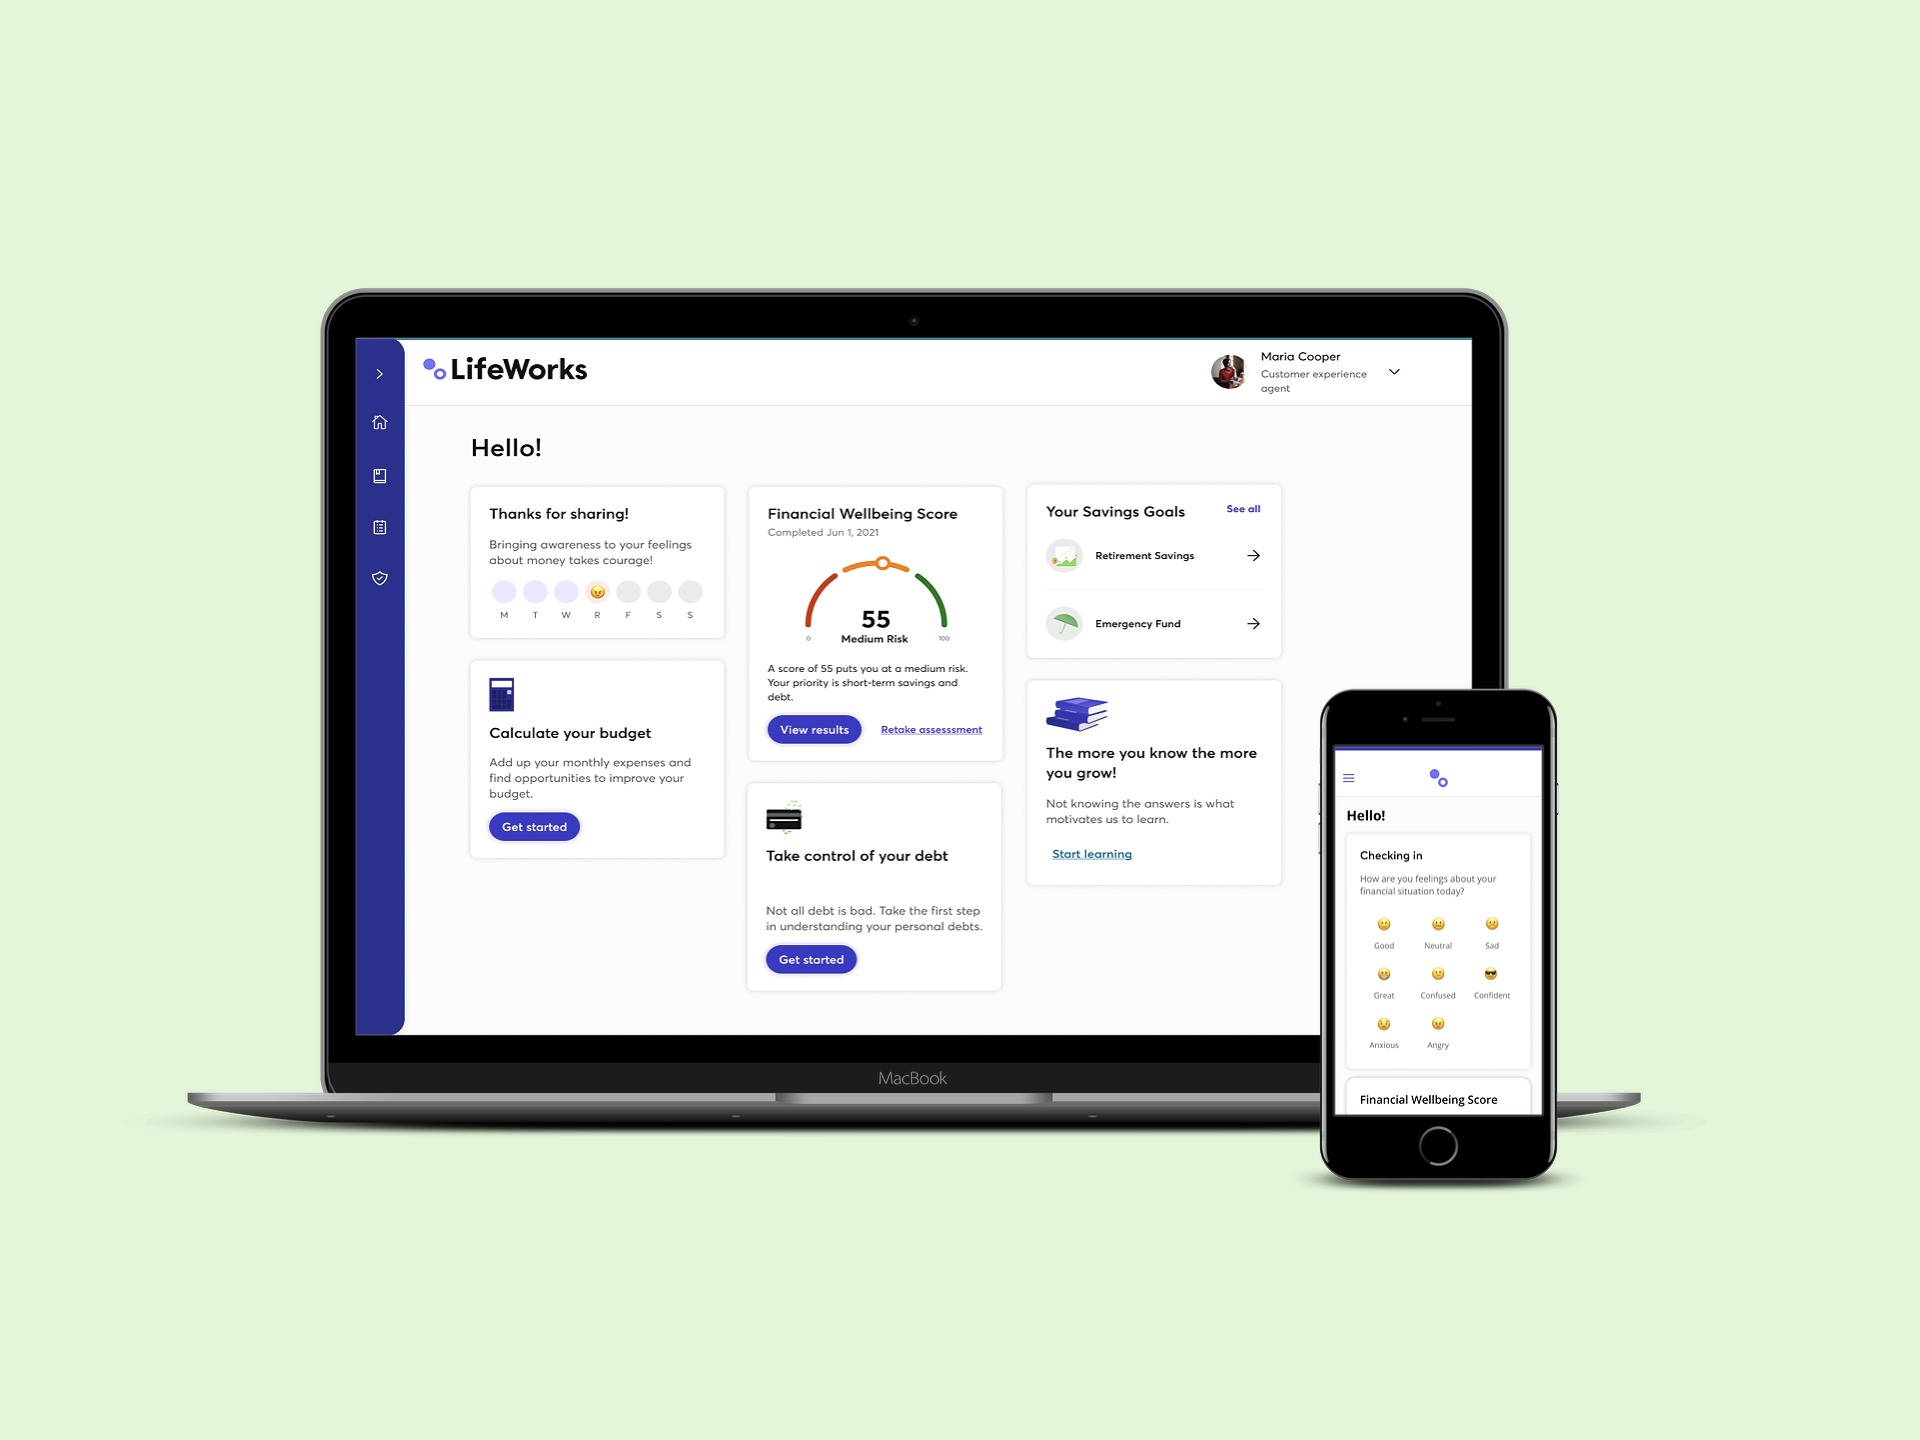 LifeWorks
Maria Cooper
Customer experience
agent
Hello!
Thanks for sharing!
Bringing awareness to your feelings
about money takes courage!
M T W R F S S
Calculate your budget
Add up your monthly expenses and
find opportunities to improve your
budget.
Get started
Financial Wellbeing Score
Completed Jun 1, 2021
55
0 Medium Risk 100
A score of 55 puts you at a medium risk.
Your priority is short-term savings and
debt.
View results Retake assesssment
Take control of your debt
Not all debt is bad. Take the first step
in understanding your personal debts.
Get started
Your Savings Goals See all
Retirement Savings
Emergency Fund
The more you know the more
you grow!
Not knowing the answers is what
motivates us to learn.
Start learning
MacBook
Hello!
Checking in
How are you feelings about your
financial situation today?
Good Neutral Sad
Great Confused Confident
Anxious Angry
Financial Wellbeing Score